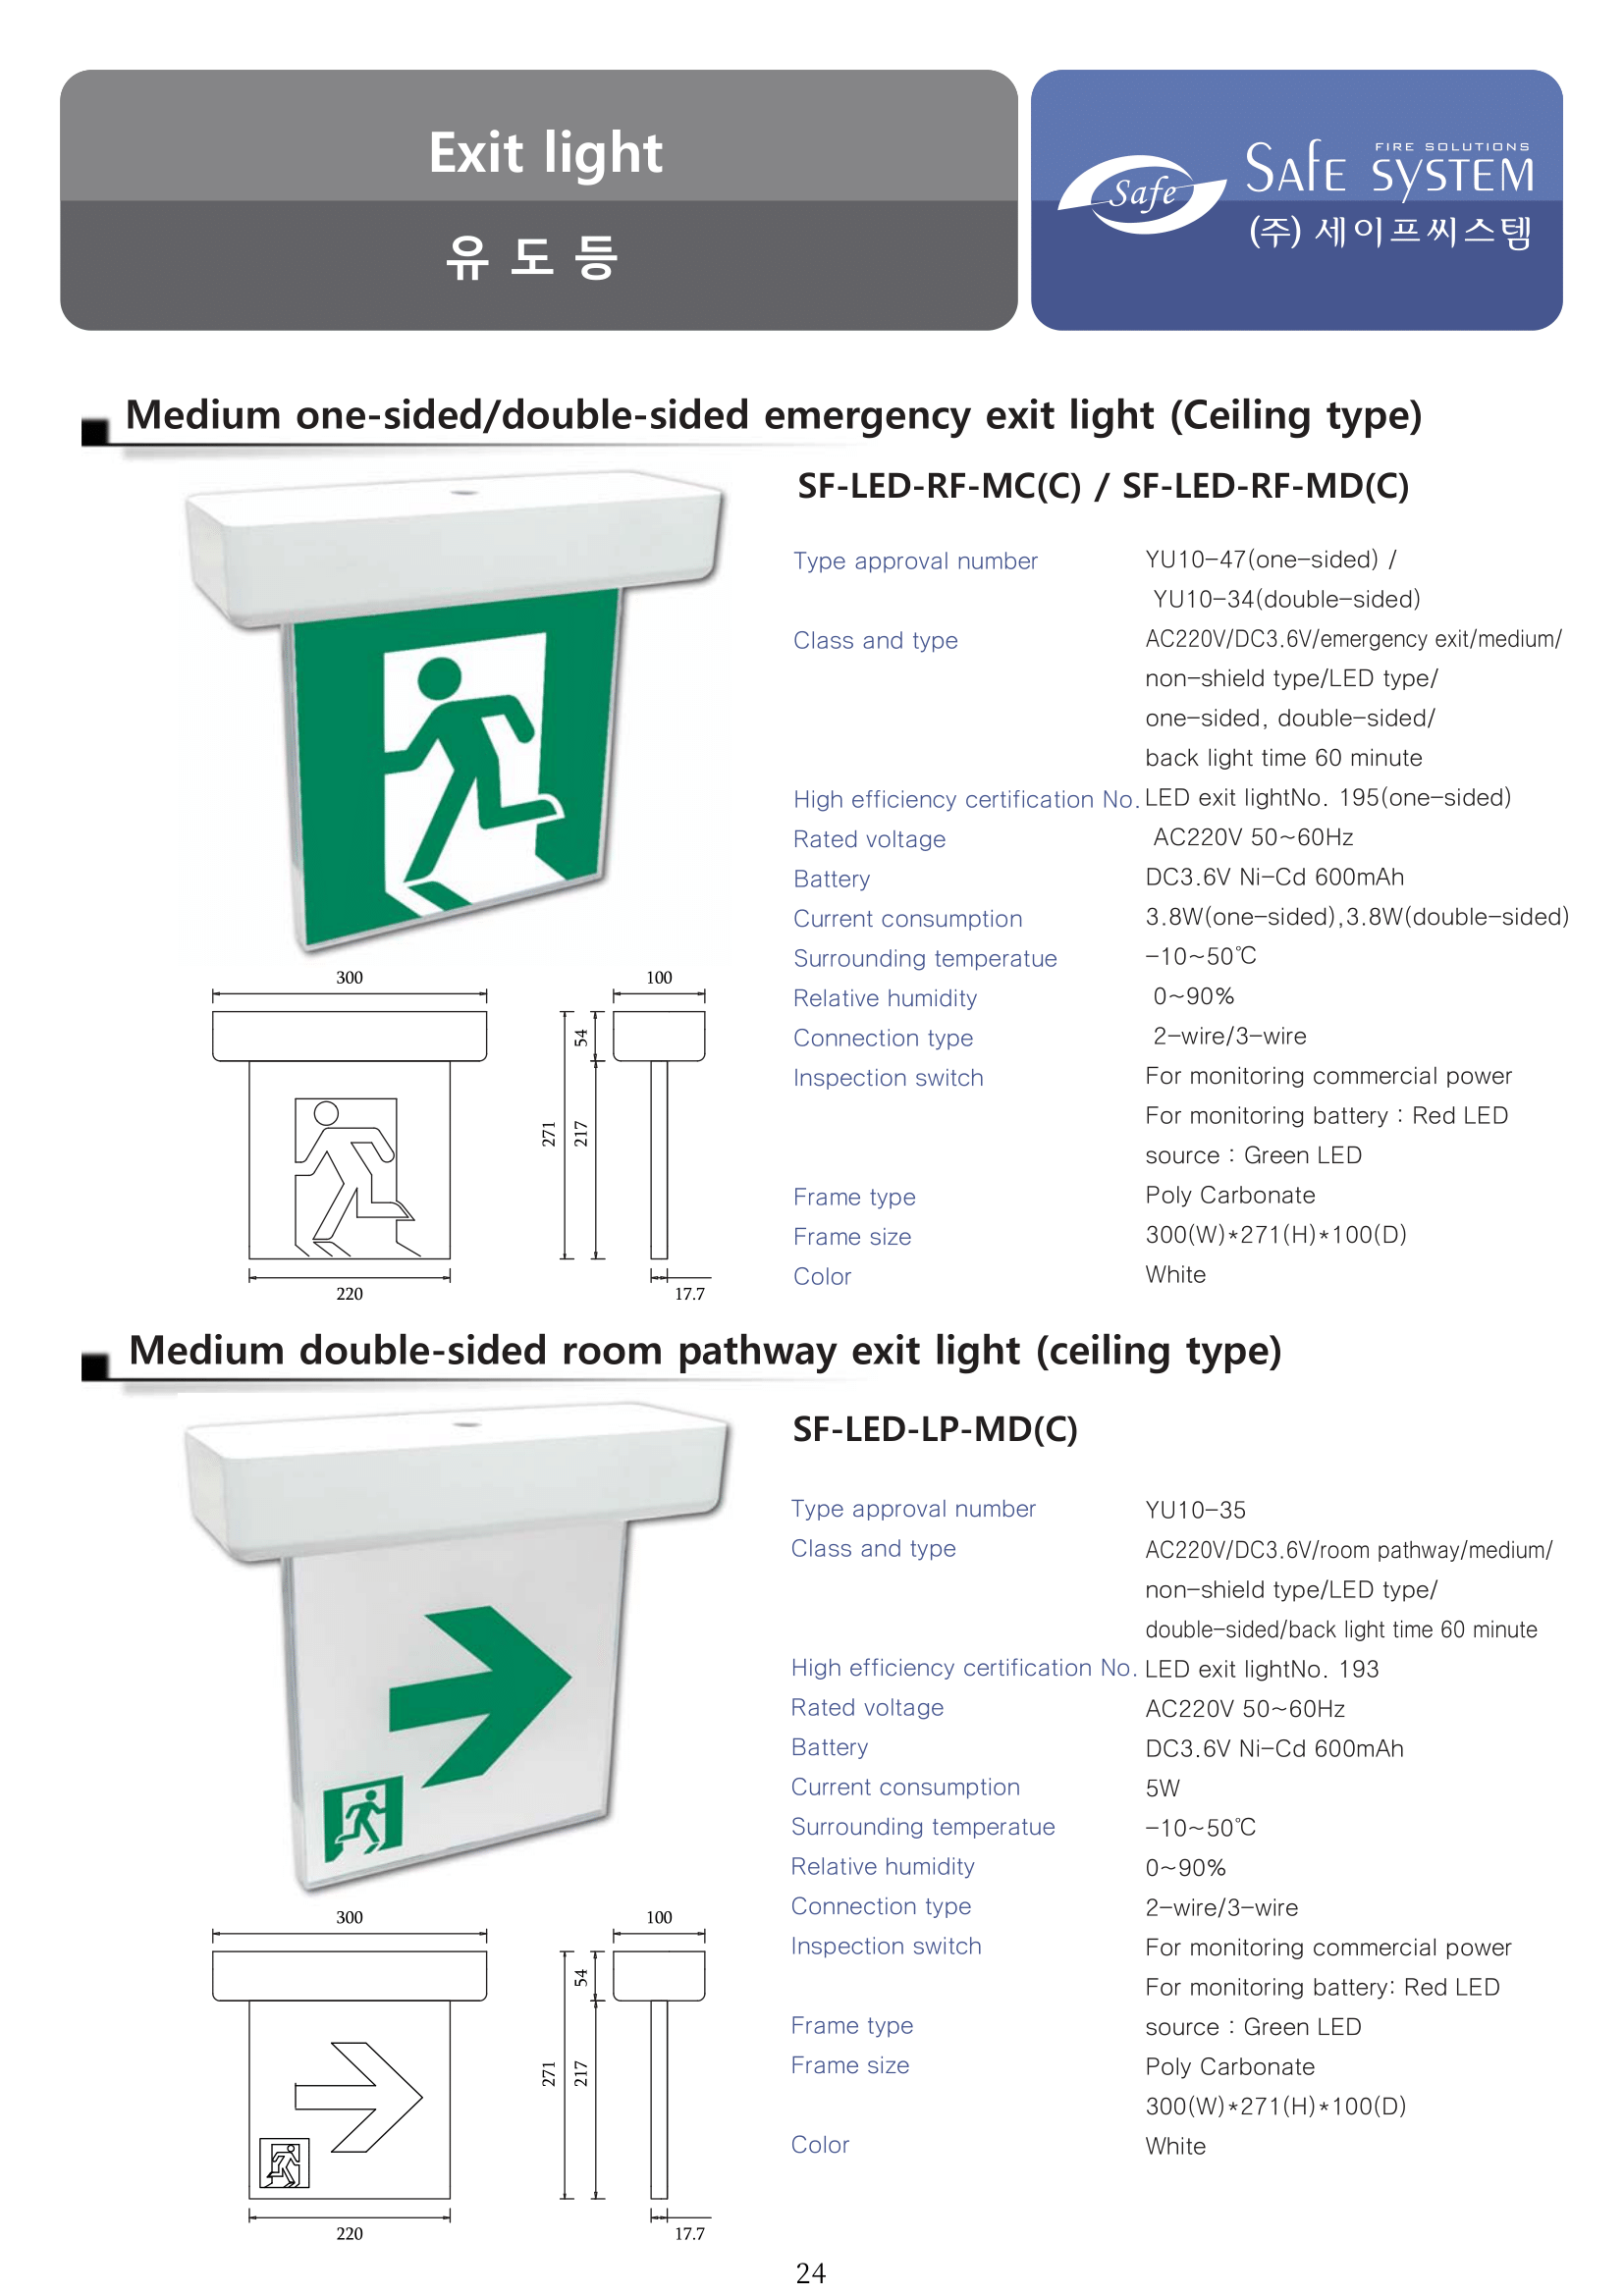 Exit light
유 도 등
Safe
FIRE SOLUTIONS
SAfE SySTEM
(주) 세이프씨스템
Medium one-sided/double-sided emergency exit light (Ceiling type)
SF-LED-RF-MC(C) / SF-LED-RF-MD(C)
Type approval number YU10-47(one-sided) /
YU10-34(double-sided)
Class and type AC220V/DC3.6V/emergency exit/medium/
non-shield type/LED type/
one-sided, double-sided/
back light time 60 minute
High efficiency certification No. LED exit lightNo. 195(one-sided)
Rated voltage AC220V 50~60Hz
Battery DC3.6V Ni-Cd 600mAh
Current consumption 3.8W(one-sided),3.8W(double-sided)
Surrounding temperatue -10~50℃
Relative humidity 0~90%
Connection type 2-wire/3-wire
Inspection switch For monitoring commercial power
For monitoring battery : Red LED
source : Green LED
Frame type Poly Carbonate
Frame size 300(W)*271(H)*100(D)
Color White
300
100
54
271
217
220
17.7
Medium double-sided room pathway exit light (ceiling type)
SF-LED-LP-MD(C)
Type approval number YU10-35
Class and type AC220V/DC3.6V/room pathway/medium/
non-shield type/LED type/
double-sided/back light time 60 minute
High efficiency certification No. LED exit lightNo. 193
Rated voltage AC220V 50~60Hz
Battery DC3.6V Ni-Cd 600mAh
Current consumption 5W
Surrounding temperatue -10~50℃
Relative humidity 0~90%
Connection type 2-wire/3-wire
Inspection switch For monitoring commercial power
For monitoring battery: Red LED
Frame type source : Green LED
Frame size Poly Carbonate
300(W)*271(H)*100(D)
Color White
300
100
54
271
217
220
17.7
24